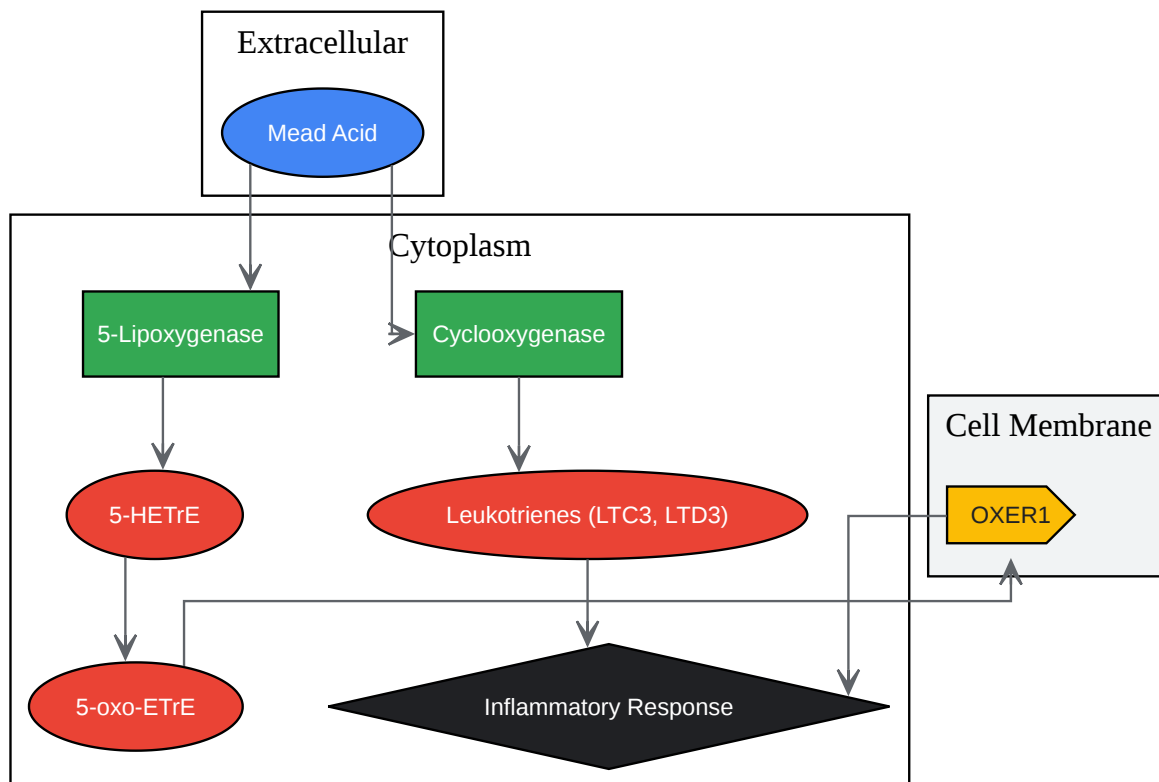 Extracellular
Mead Acid
Cytoplasm
5-Lipoxygenase
Cyclooxygenase
Cell Membrane
5-HETrE
Leukotrienes (LTC3, LTD3)
OXER1
5-oxo-ETrE
Inflammatory Response